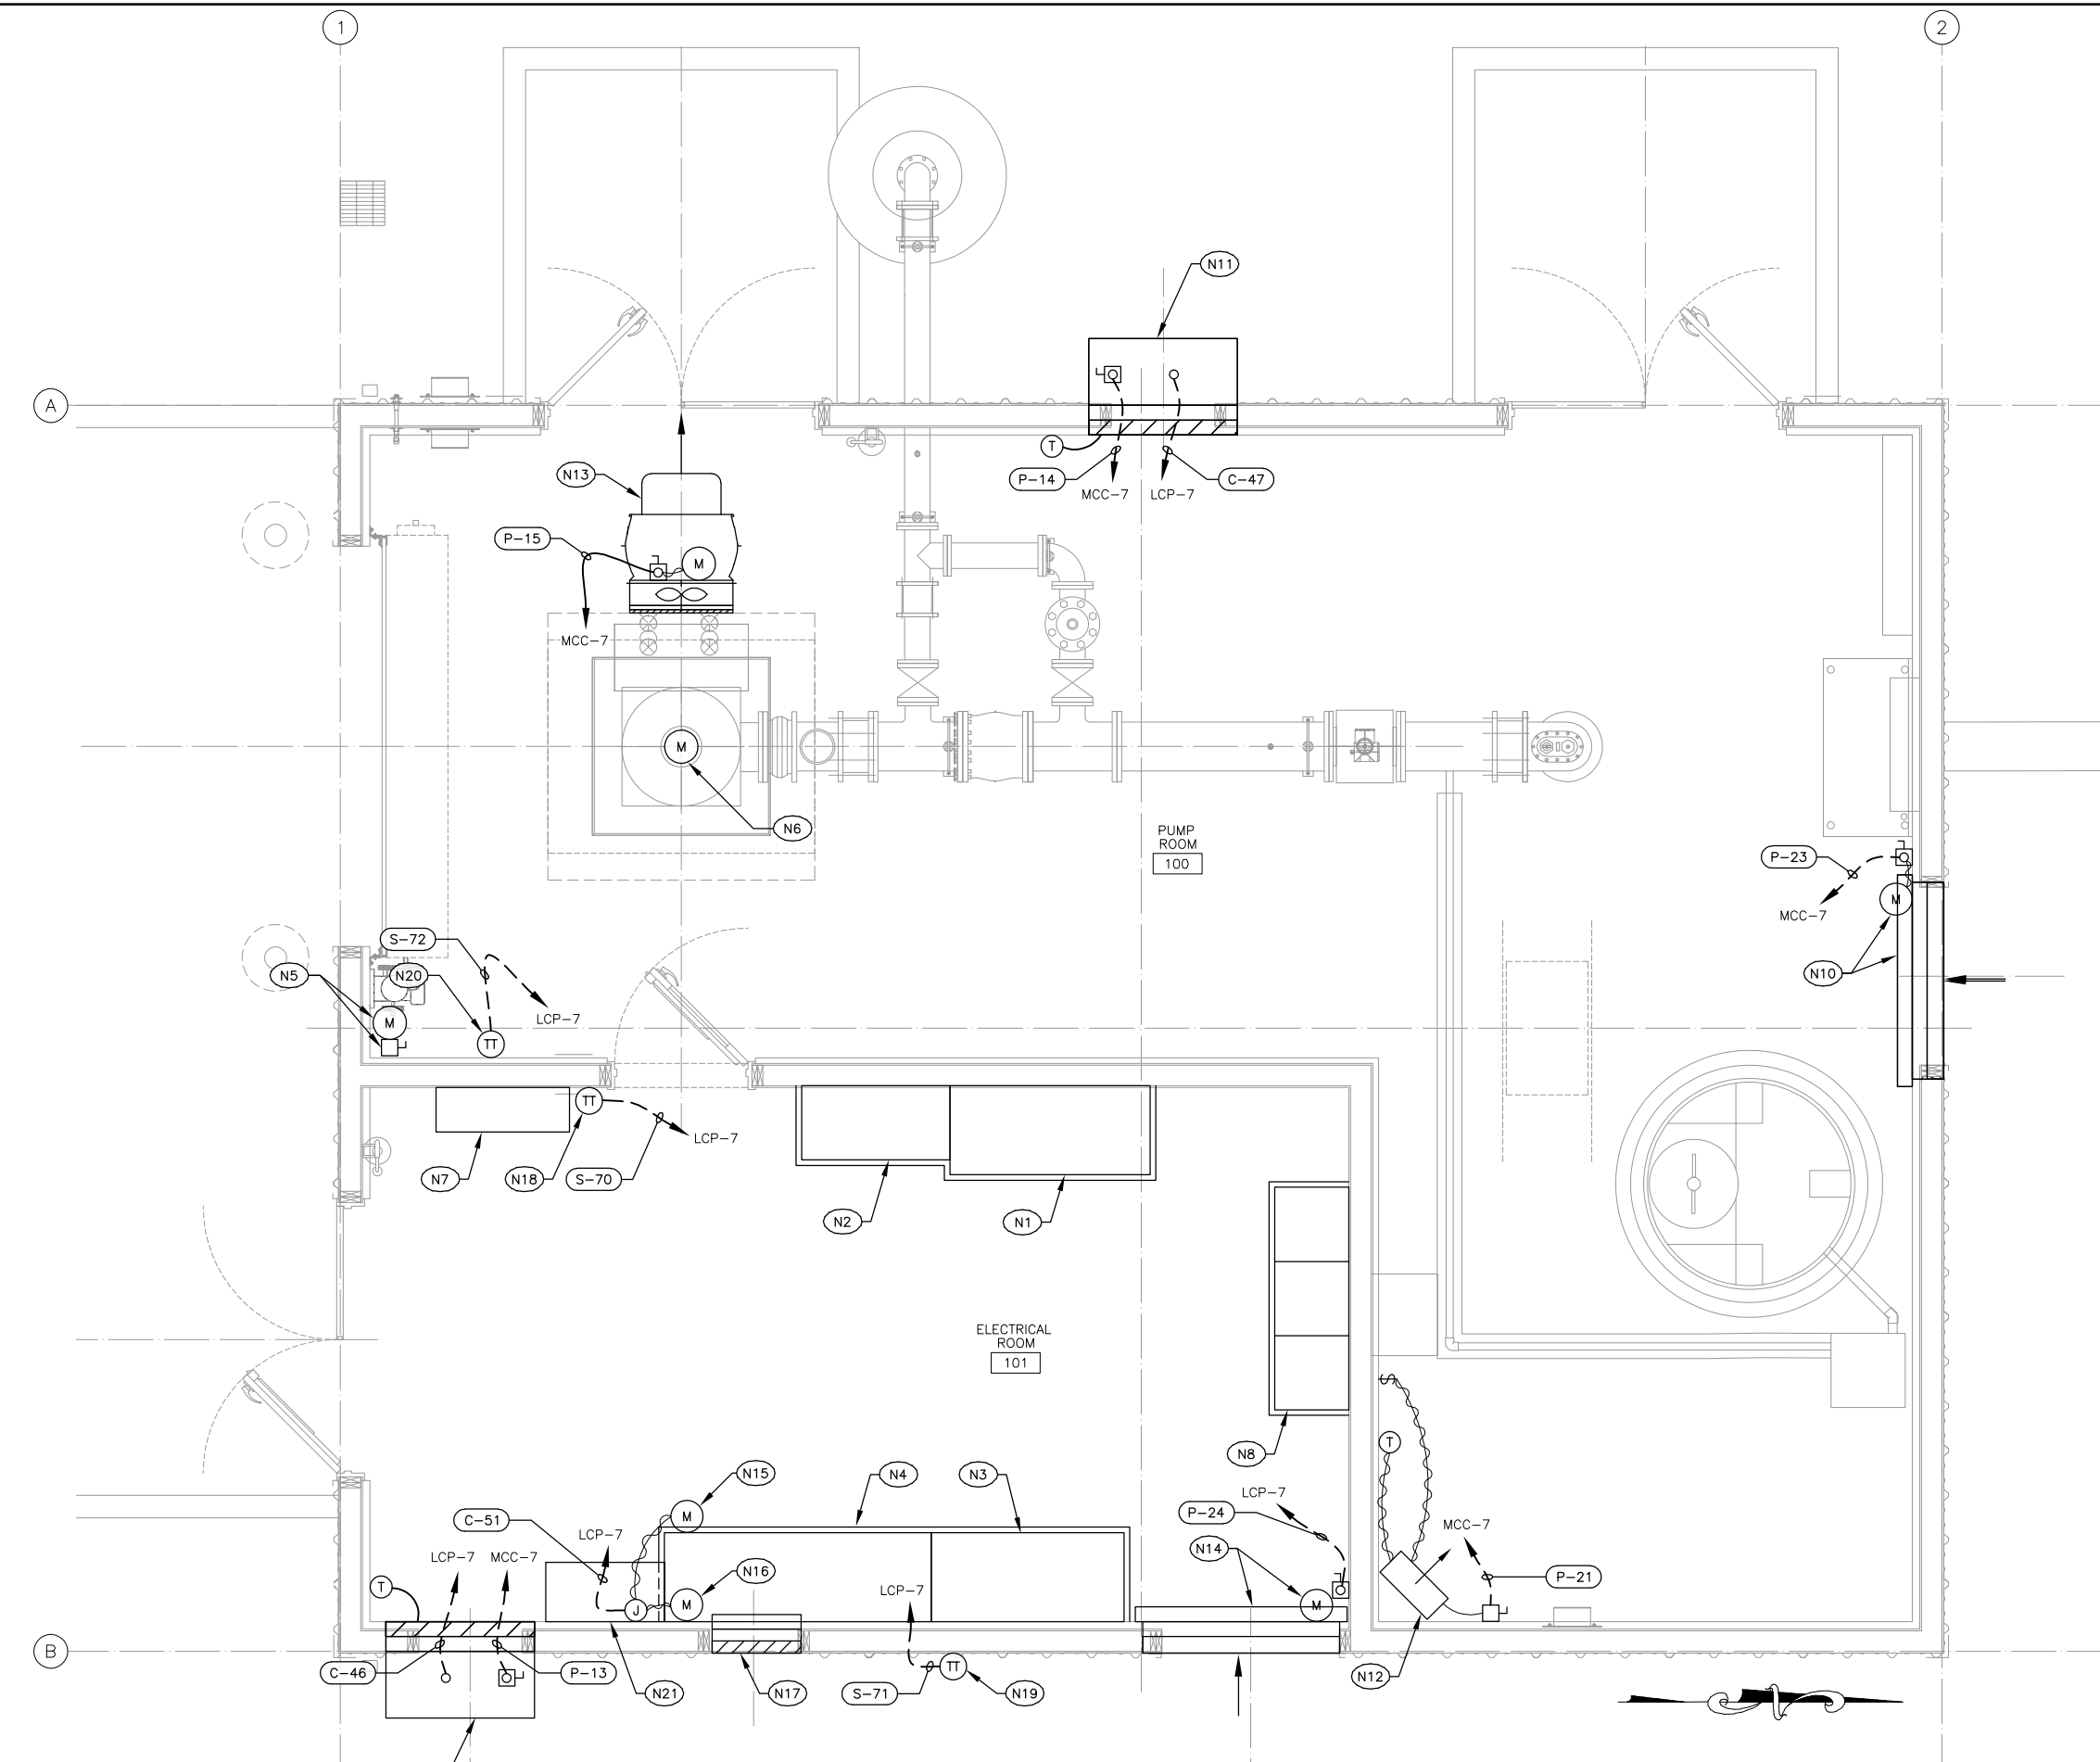 1
2
N11
A
T
N13
P-14
C-47
MCC-7
LCP-7
P-15
M
MCC-7
M
N6
PUMP
ROOM
100
P-23
M
MCC-7
S-72
N5
N20
N10
LCP-7
M
TT
TT
LCP-7
N7
N18
S-70
N2
N1
ELECTRICAL
ROOM
101
T
N8
N15
N4
N3
LCP-7
P-24
C-51
M
MCC-7
LCP-7
N14
LCP-7
MCC-7
N16
P-21
T
LCP-7
J
M
M
B
C-46
P-13
TT
N12
N21
N17
S-71
N19